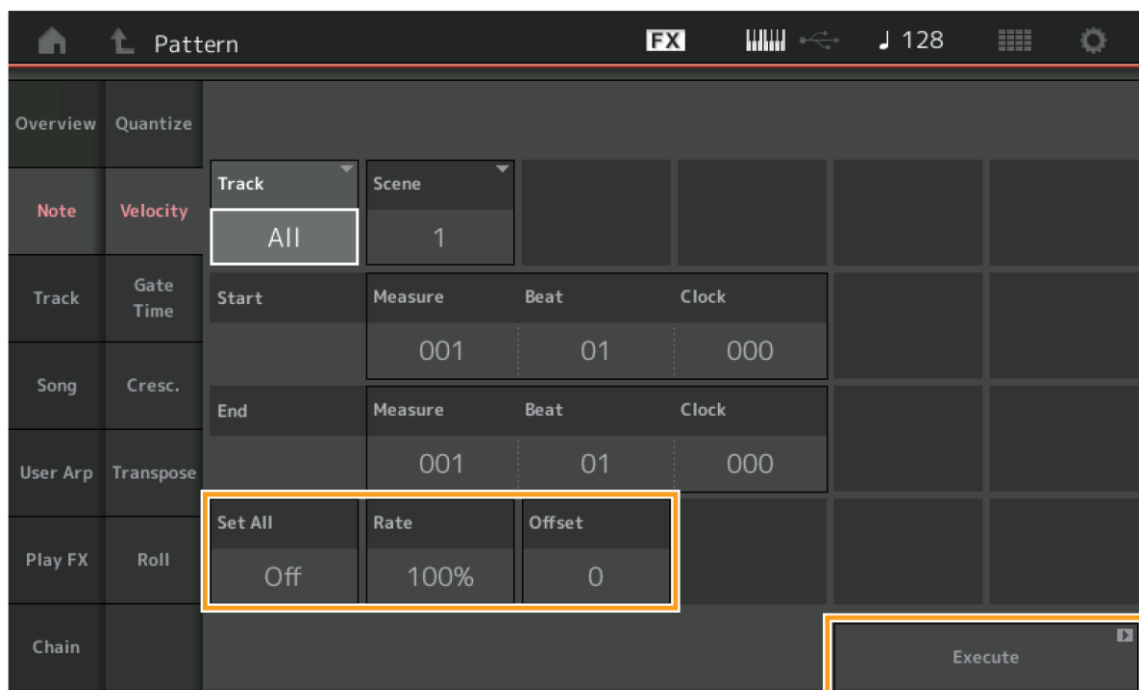 Pattern FX ♩ 128
Overview Quantize
Track Scene
Note Velocity
All 1
Gate
Track Time Start Measure Beat Clock
001 01 000
Song Cresc.
End Measure Beat Clock
User Arp Transpose 001 01 000
Set All Rate Offset
Play FX Roll Off 100% 0
Chain Execute